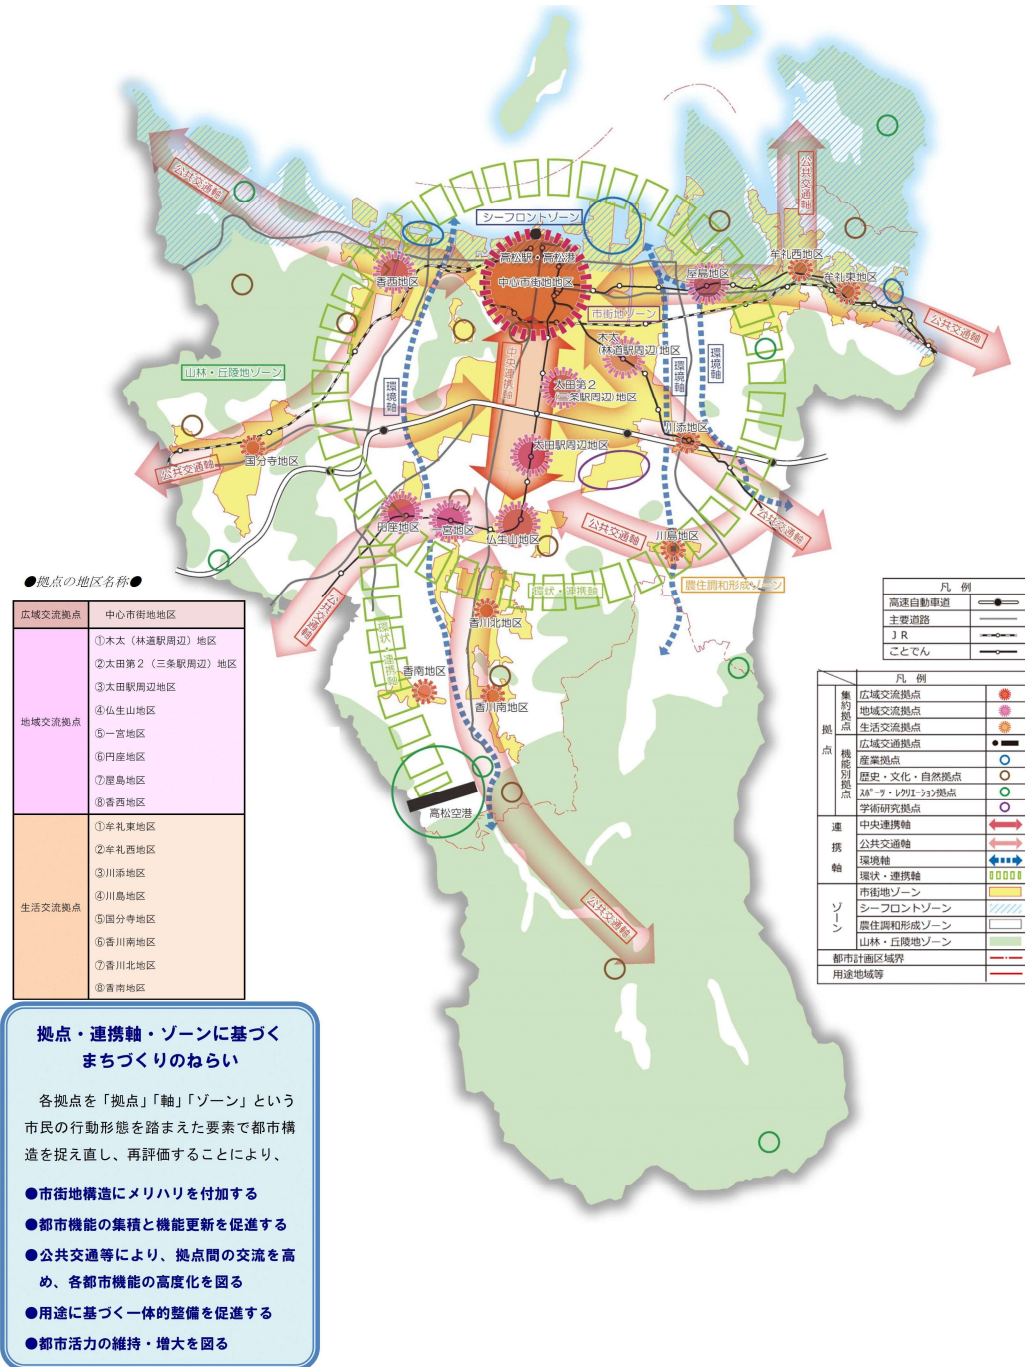 公共交通軸
公共交通軸
シーフロントゾーン
高松駅・高松港
中心市街地地区
香西地区
屋島地区
牟礼西地区
牟礼東地区
公共交通軸
市街地ゾーン
木太
(林道駅周辺)地区
中央連携軸
環境軸
環境軸
環境軸
山林・丘陵地ゾーン
太田第２
(三条駅周辺)地区
川添地区
太田駅周辺地区
国分寺地区
公共交通軸
円座地区
一宮地区
仏生山地区
公共交通軸
川島地区
公共交通軸
農住調和形成ゾーン
環状・連携軸
公共交通軸
環状・連携軸
香川北地区
香南地区
香川南地区
高松空港
公共交通軸
●拠点の地区名称●
広域交流拠点
中心市街地地区
地域交流拠点
①木太（林道駅周辺）地区
②太田第２（三条駅周辺）地区
③太田駅周辺地区
④仏生山地区
⑤一宮地区
⑥円座地区
⑦屋島地区
⑧香西地区
生活交流拠点
①牟礼東地区
②牟礼西地区
③川添地区
④川島地区
⑤国分寺地区
⑥香川南地区
⑦香川北地区
⑧香南地区
凡 例
高速自動車道
主要道路
ＪＲ
ことでん
凡 例
拠点
集約拠点
広域交流拠点
地域交流拠点
生活交流拠点
機能別拠点
広域交通拠点
産業拠点
歴史・文化・自然拠点
ｽﾎﾟｰﾂ・ﾚｸﾘｴｰｼｮﾝ拠点
学術研究拠点
連携軸
中央連携軸
公共交通軸
環境軸
環状・連携軸
ゾーン
市街地ゾーン
シーフロントゾーン
農住調和形成ゾーン
山林・丘陵地ゾーン
都市計画区域界
用途地域等
拠点・連携軸・ゾーンに基づく
まちづくりのねらい
各拠点を「拠点」「軸」「ゾーン」という
市民の行動形態を踏まえた要素で都市構
造を捉え直し、再評価することにより、
●市街地構造にメリハリを付加する
●都市機能の集積と機能更新を促進する
●公共交通等により、拠点間の交流を高
め、各都市機能の高度化を図る
●用途に基づく一体的整備を促進する
●都市活力の維持・増大を図る